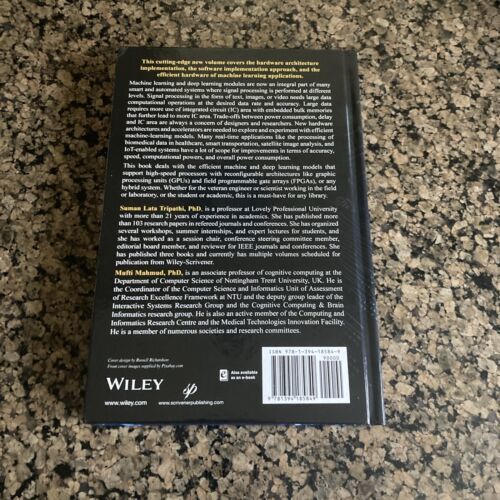 This cutting-edge new volume covers the hardware architecture
implementation, the software implementation approach, and the
efficient hardware of machine learning applications.
Machine learning and deep learning modules are now an integral part of many
smart and automated systems where signal processing is performed at different
levels. Signal processing in the form of text, images, or video needs large data
computational operations at the desired data rate and accuracy. Large data
requires more use of integrated circuit (IC) area with embedded bulk memories
that further lead to more IC area. Trade-offs between power consumption, delay
and IC area are always a concern of designers and researchers. New hardware
architectures and accelerators are needed to explore and experiment with efficient
machine-learning models. Many real-time applications like the processing of
biomedical data in healthcare, smart transportation, satellite image analysis, and
IoT-enabled systems have a lot of scope for improvements in terms of accuracy,
speed, computational powers, and overall power consumption.
This book deals with the efficient machine and deep learning models that
support high-speed processors with reconfigurable architectures like graphic
processing units (GPUs) and field programmable gate arrays (FPGAs), or any
hybrid system. Whether for the veteran engineer or scientist working in the field
or laboratory, or the student or academic, this is a must-have for any library.
Suman Lata Tripathi, PhD, is a professor at Lovely Professional University
with more than 21 years of experience in academics. She has published more
than 103 research papers in refereed journals and conferences. She has organized
several workshops, summer internships, and expert lectures for students, and
she has worked as a session chair, conference steering committee member,
editorial board member, and reviewer for IEEE journals and conferences. She
has published three books and currently has multiple volumes scheduled for
publication from Wiley-Scrivener.
Mufti Mahmud, PhD, is an associate professor of cognitive computing at the
Department of Computer Science of Nottingham Trent University, UK. He is
the Coordinator of the Computer Science and Informatics Unit of Assessment
of Research Excellence Framework at NTU and the deputy group leader of the
Interactive Systems Research Group and the Cognitive Computing & Brain
Informatics research group. He is also an active member of the Computing and
Informatics Research Centre and the Medical Technologies Innovation Facility.
He is a member of numerous societies and research committees.
Cover design by Russell Richardson
Front cover images supplied by Pixabay.com
WILEY
www.wiley.com
sp
www.scrivenerpublishing.com
e
Also available
as an e-book
ISBN 978-1-394-18584-9
90000
9 781394 185849